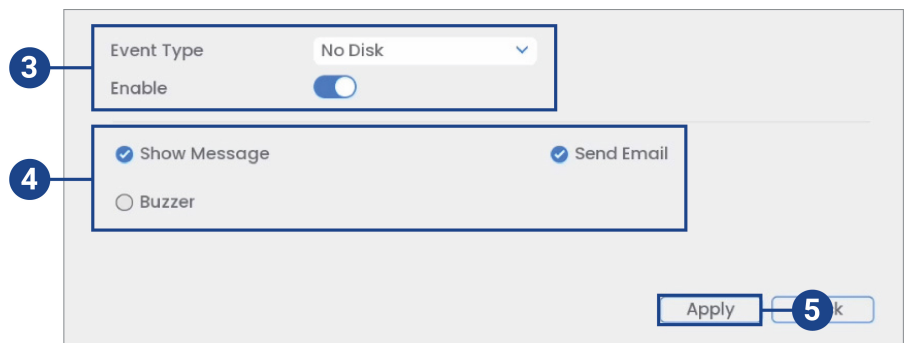 3
Event Type No Disk
Enable
4
Show Message Send Email
Buzzer
Apply 5 k